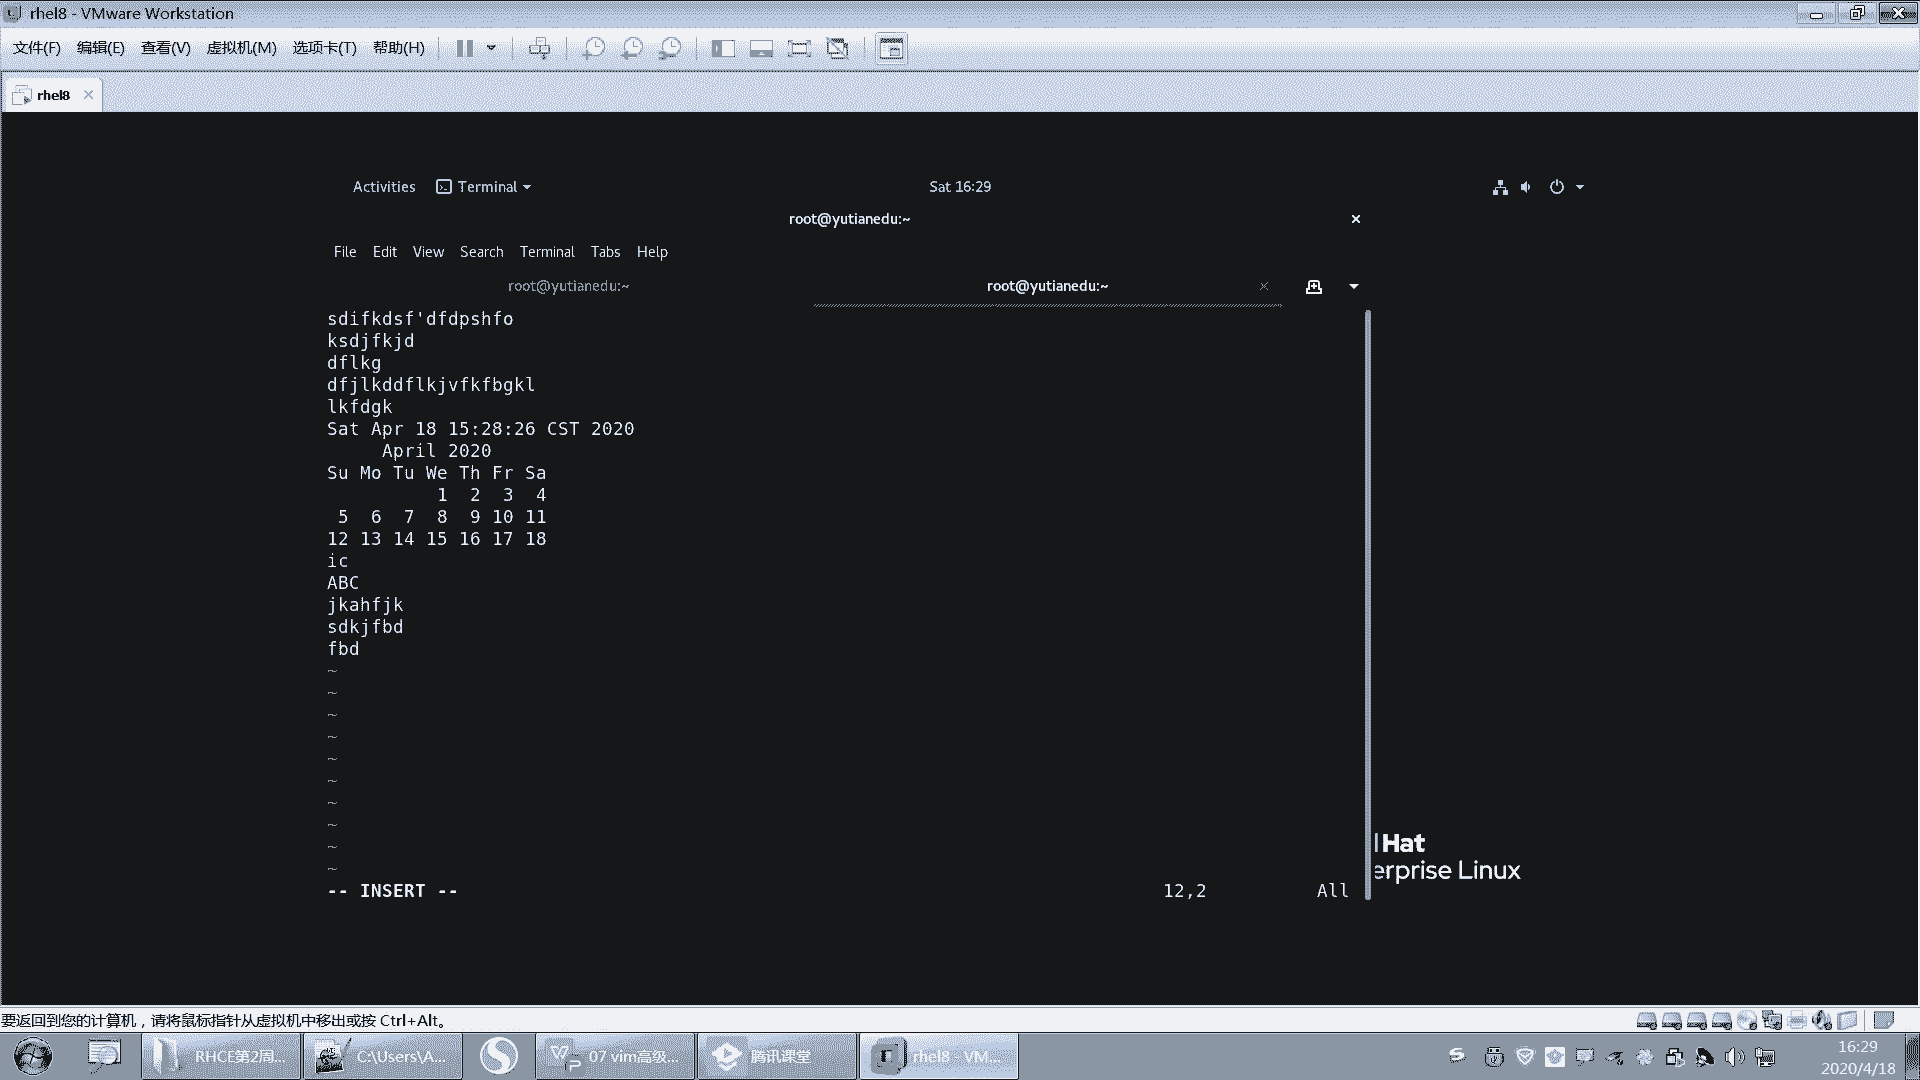 rhel8 - VMware Workstation
文件(F) 编辑(E) 查看(V) 虚拟机(M) 选项卡(T) 帮助(H)
rhel8
Activities Terminal Sat 16:29
root@yutianedu:~
File Edit View Search Terminal Tabs Help
root@yutianedu:~ root@yutianedu:~
sdifkdsf'dfdpshfo
ksdjfkjd
dflkg
dfjlkddflkjvfkfbgkl
lkfdgk
Sat Apr 18 15:28:26 CST 2020
     April 2020
Su Mo Tu We Th Fr Sa
          1  2  3  4
 5  6  7  8  9 10 11
12 13 14 15 16 17 18
ic
ABC
jkahfjk
sdkjfbd
fbd
~
~
~
~
~
~
~
~
~
~
-- INSERT -- 12,2 All
Hat
erprise Linux
要返回到您的计算机，请将鼠标指针从虚拟机中移出或按 Ctrl+Alt。
RHCE第2周... C:\Users\A... 07 vim高级... 腾讯课堂 rhel8 - VM... 16:29
2020/4/18